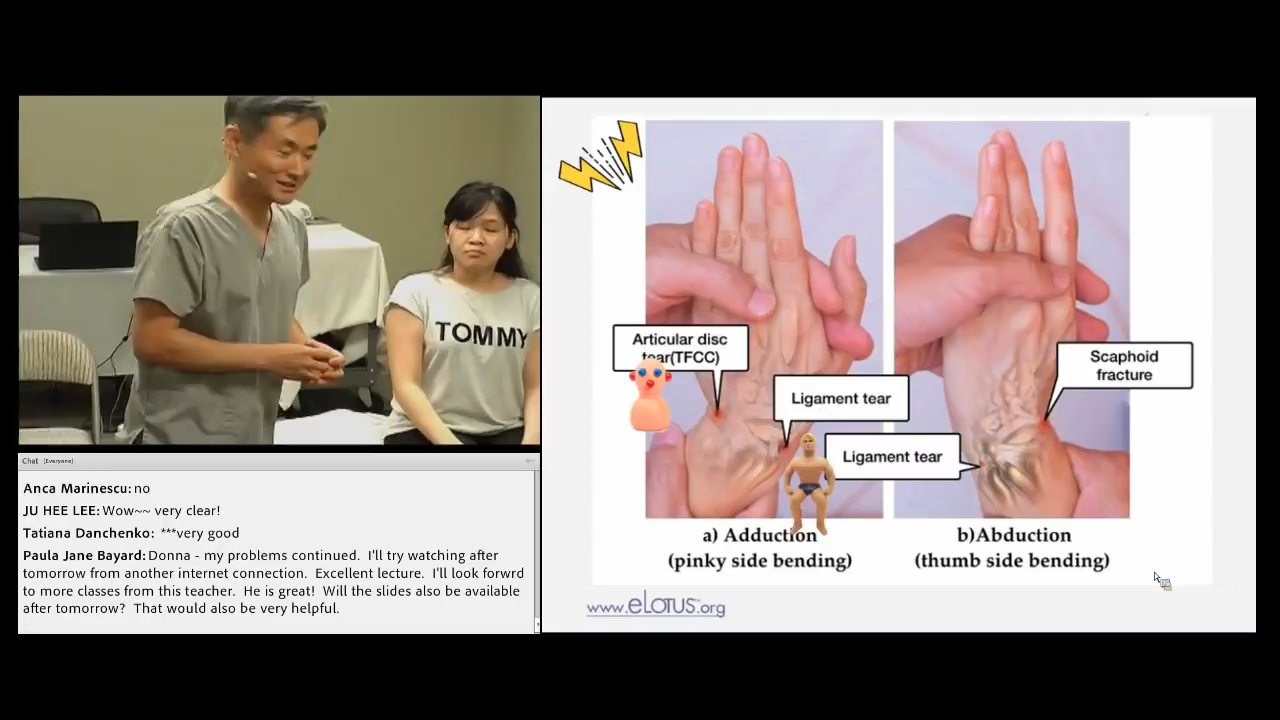 TOMMY
Chat (Everyone)
Anca Marinescu: no
JU HEE LEE: Wow~~ very clear!
Tatiana Danchenko: ***very good
Paula Jane Bayard: Donna - my problems continued. I'll try watching after
tomorrow from another internet connection. Excellent lecture. I'll look forwrd
to more classes from this teacher. He is great! Will the slides also be available
after tomorrow? That would also be very helpful.
Articular disc
tear(TFCC)
Ligament tear
Ligament tear
Scaphoid
fracture
a) Adduction
(pinky side bending)
b)Abduction
(thumb side bending)
www.eLOTUS.org